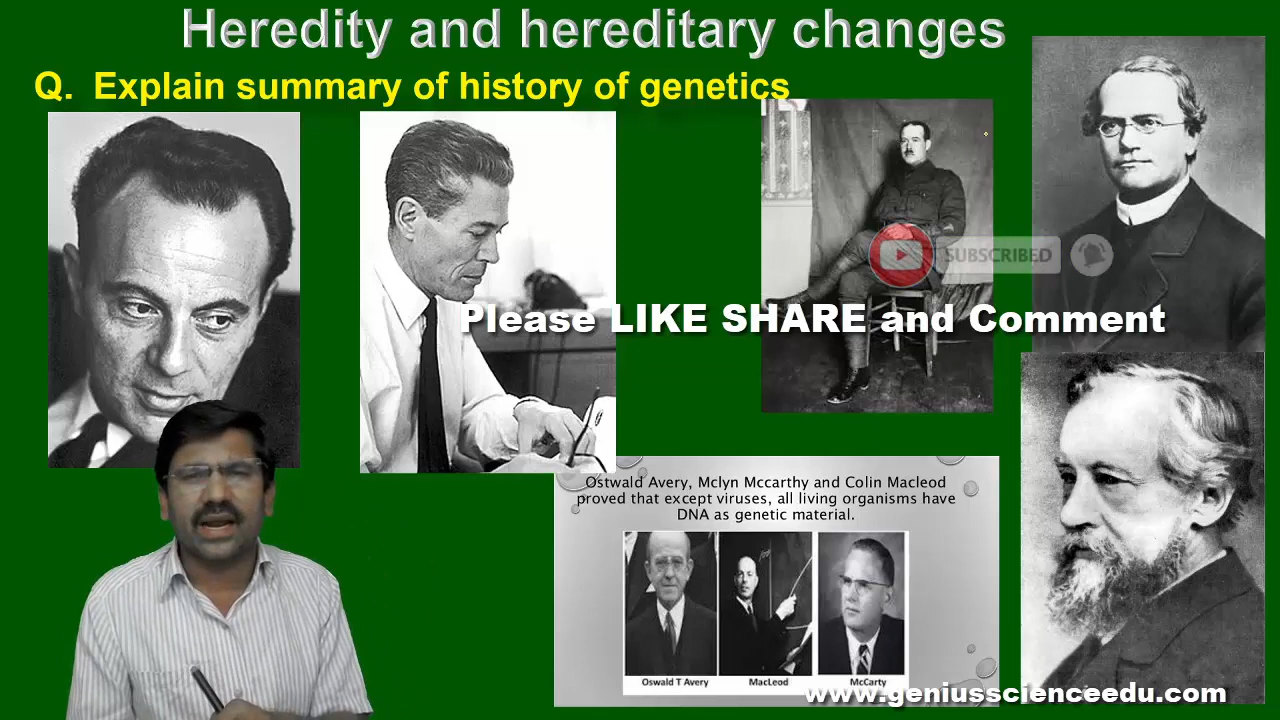 Heredity and hereditary changes
Q. Explain summary of history of genetics
SUBSCRIBED
Please LIKE SHARE and Comment
Ostwald Avery, Mclyn Mccarthy and Colin Macleod
proved that except viruses, all living organisms have
DNA as genetic material.
Oswald T Avery MacLeod McCarty
www.geniusscienceedu.com